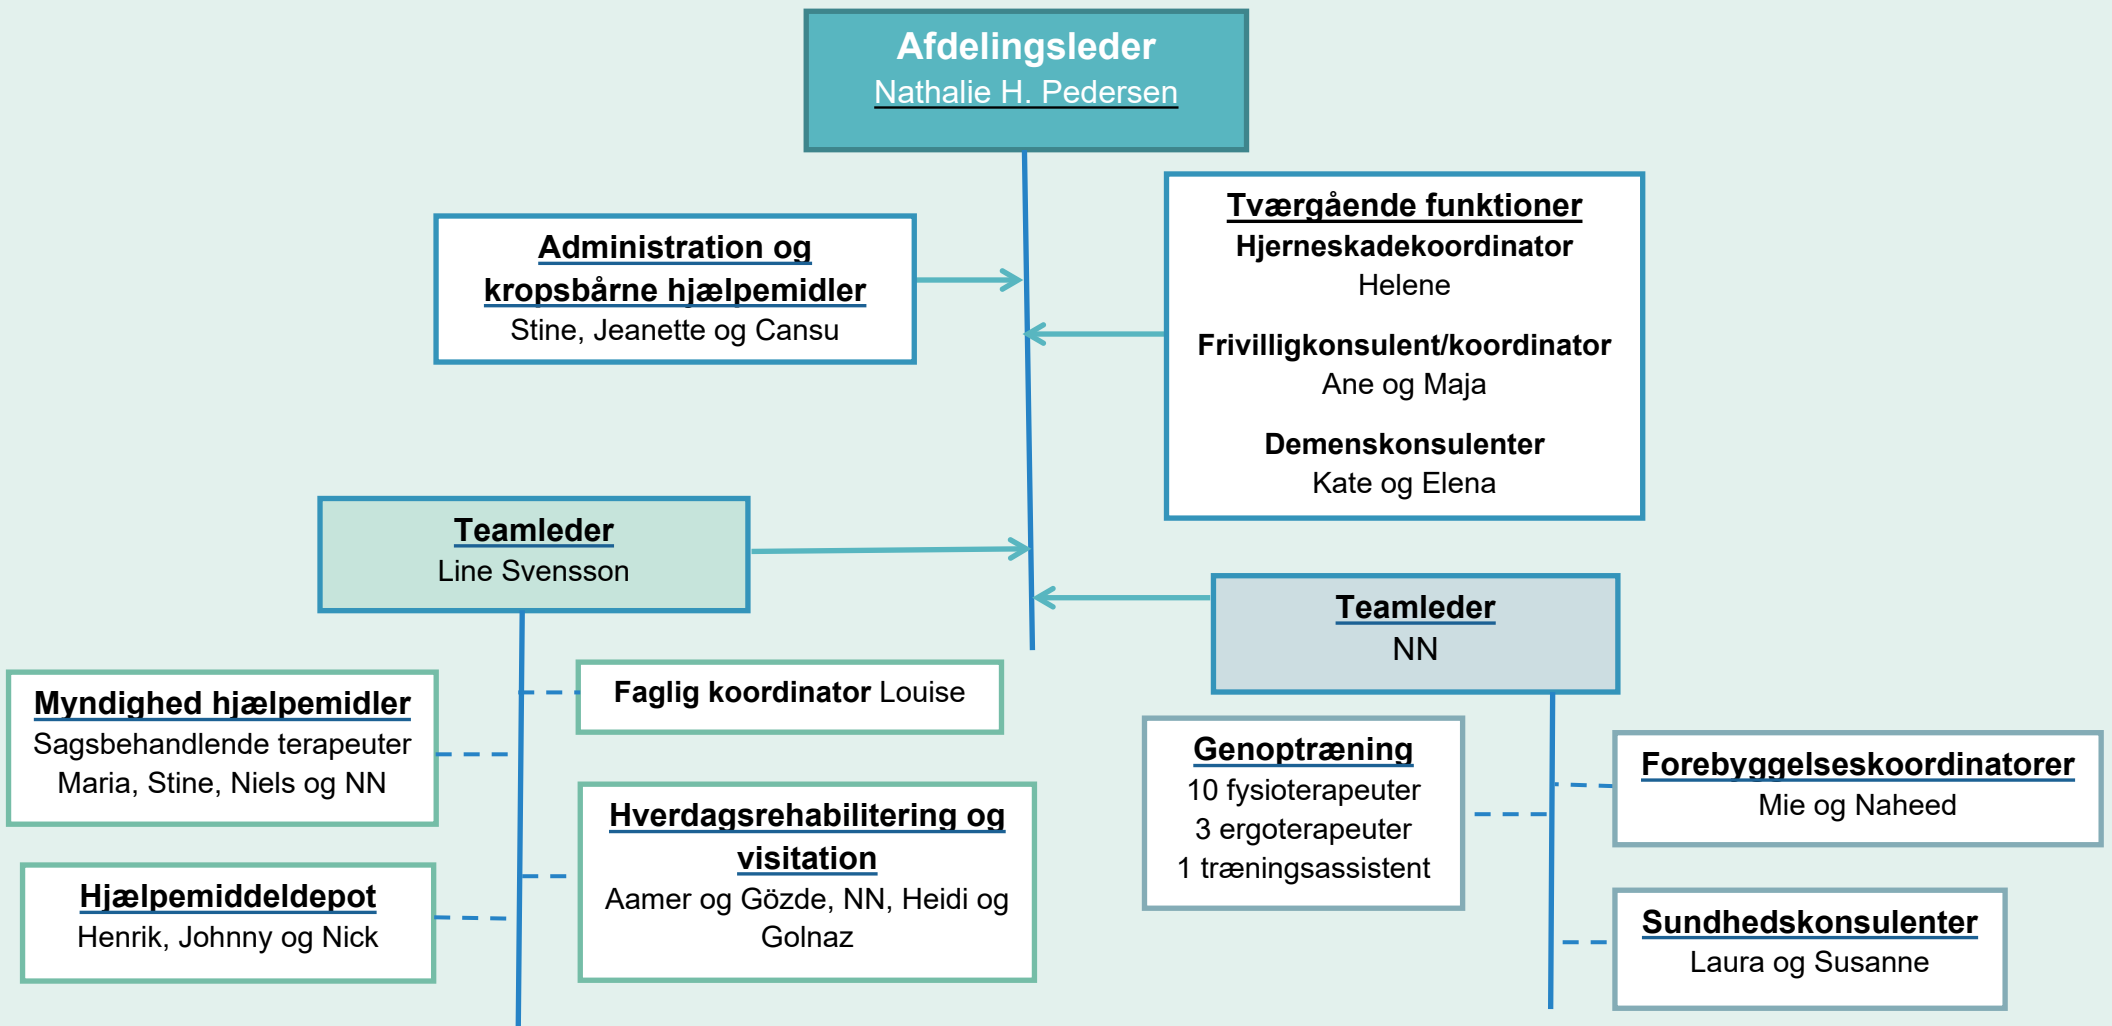 Afdelingsleder
Nathalie H. Pedersen
Administration og
kropsbårne hjælpemidler
Stine, Jeanette og Cansu
Tværgående funktioner
Hjerneskadekoordinator
Helene
Frivilligkonsulent/koordinator
Ane og Maja
Demenskonsulenter
Kate og Elena
Teamleder
Line Svensson
Teamleder
NN
Myndighed hjælpemidler
Sagsbehandlende terapeuter
Maria, Stine, Niels og NN
Faglig koordinator Louise
Hjælpemiddeldepot
Henrik, Johnny og Nick
Hverdagsrehabilitering og
visitation
Aamer og Gözde, NN, Heidi og
Golnaz
Genoptræning
10 fysioterapeuter
3 ergoterapeuter
1 træningsassistent
Forebyggelseskoordinatorer
Mie og Naheed
Sundhedskonsulenter
Laura og Susanne